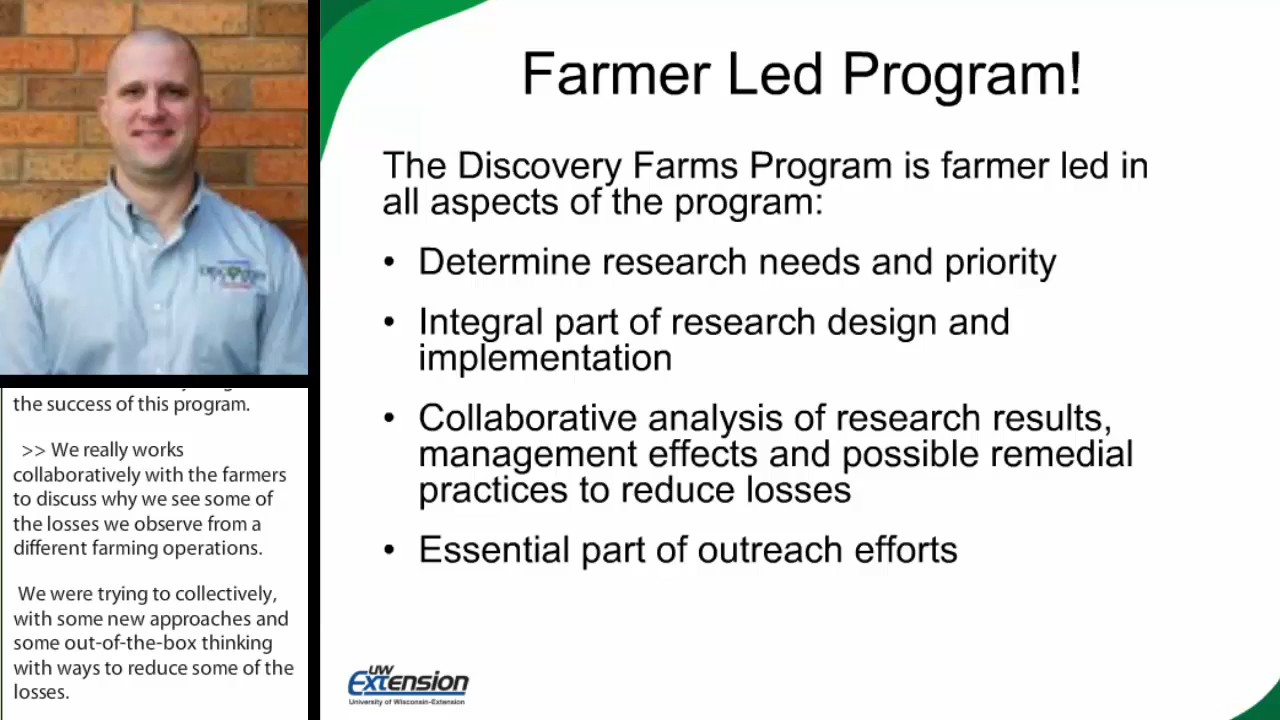 Farmer Led Program!
The Discovery Farms Program is farmer led in
all aspects of the program:
• Determine research needs and priority
• Integral part of research design and
implementation
• Collaborative analysis of research results,
management effects and possible remedial
practices to reduce losses
• Essential part of outreach efforts
UW
Extension
University of Wisconsin-Extension
the success of this program.
>> We really works
collaboratively with the farmers
to discuss why we see some of
the losses we observe from a
different farming operations.
We were trying to collectively,
with some new approaches and
some out-of-the-box thinking
with ways to reduce some of the
losses.